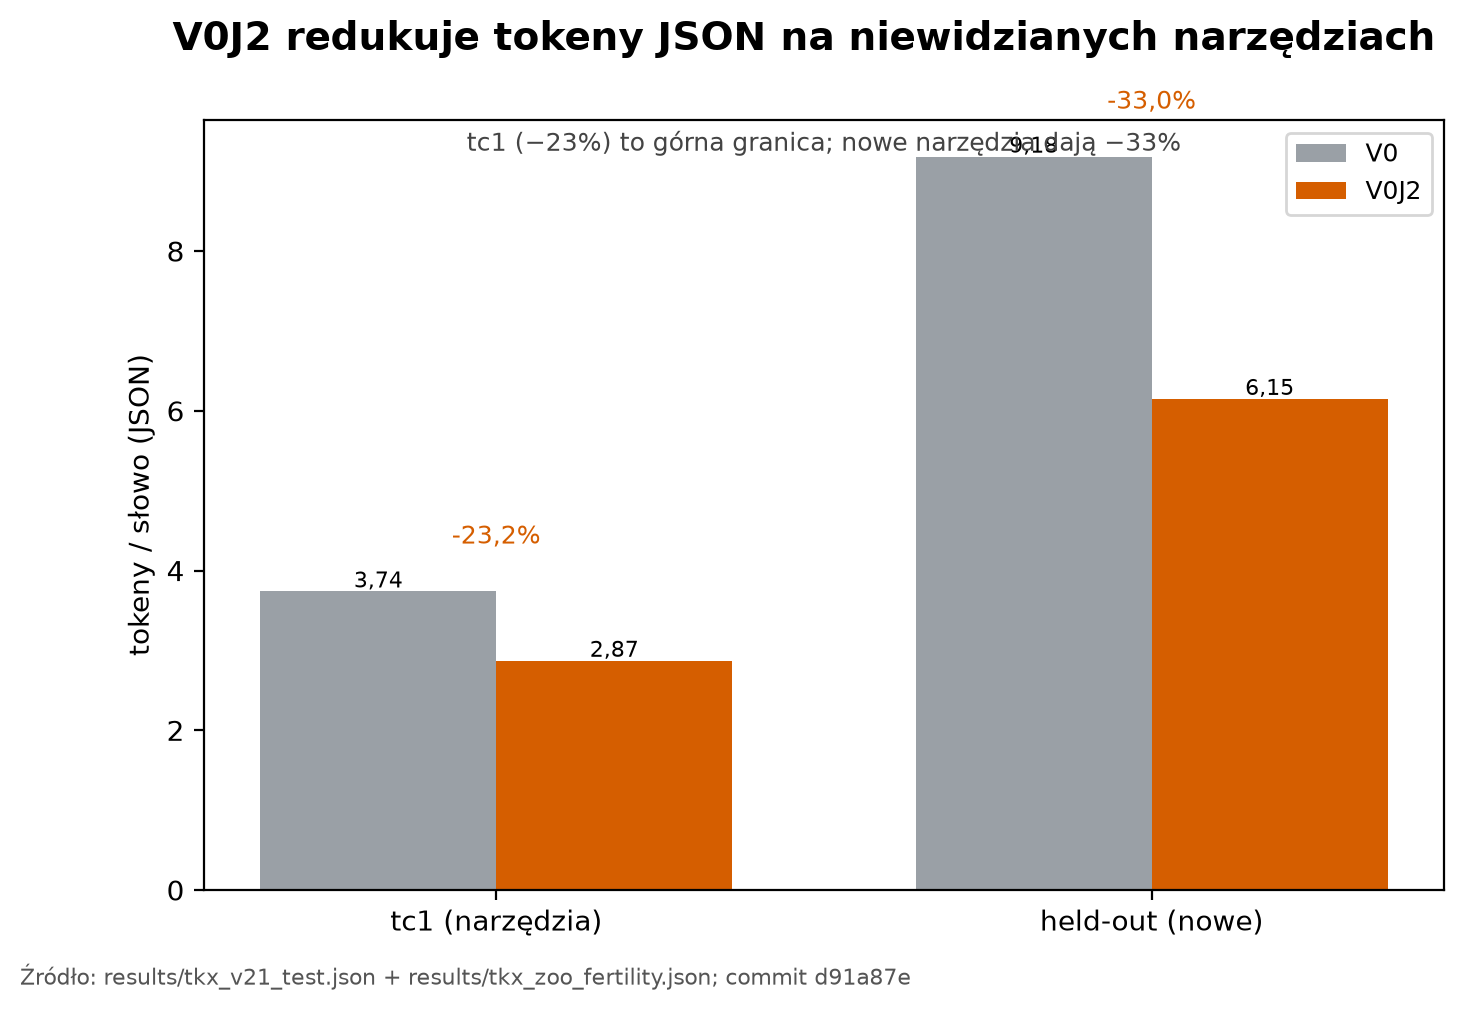 V0J2 redukuje tokeny JSON na niewidzianych narzędziach
-33,0%
tc1 (−23%) to górna granica; nowe narzędzia dają −33%
9,18
V0
V0J2
8
6
4
2
0
tokeny / słowo (JSON)
6,15
-23,2%
3,74
2,87
tc1 (narzędzia)
held-out (nowe)
Źródło: results/tkx_v21_test.json + results/tkx_zoo_fertility.json; commit d91a87e